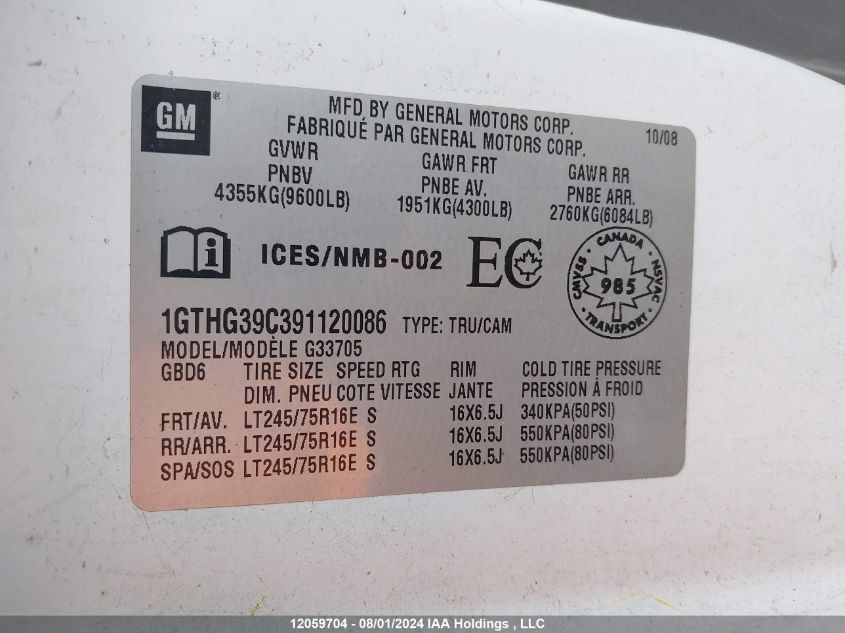 GM ®
MFD BY GENERAL MOTORS CORP.
FABRIQUÉ PAR GENERAL MOTORS CORP.
10/08
GVWR GAWR FRT GAWR RR
PNBV PNBE AV. PNBE ARR.
4355KG(9600LB) 1951KG(4300LB) 2760KG(6084LB)
i ICES/NMB-002 EC
CANADA
CMVSS 985 NSVAC
TRANSPORT
1GTHG39C391120086 TYPE: TRU/CAM
MODEL/MODÈLE G33705
GBD6 TIRE SIZE SPEED RTG RIM COLD TIRE PRESSURE
DIM. PNEU COTE VITESSE JANTE PRESSION À FROID
FRT/AV. LT245/75R16E S 16X6.5J 340KPA(50PSI)
RR/ARR. LT245/75R16E S 16X6.5J 550KPA(80PSI)
SPA/SOS LT245/75R16E S 16X6.5J 550KPA(80PSI)
12059704 - 08/01/2024 IAA Holdings , LLC